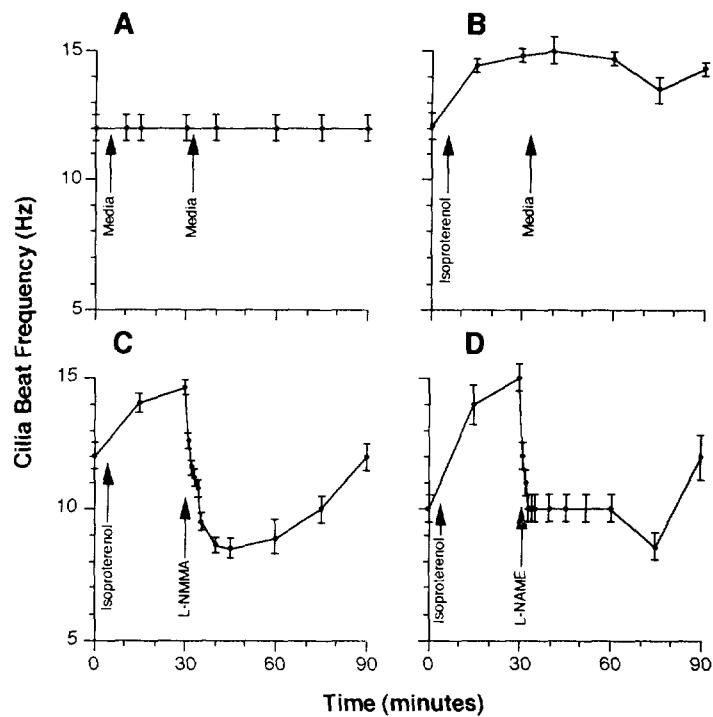 A
B
15
10
5
Media
Media
Isoproterenol
Media
Cilia Beat Frequency (Hz)
C
D
15
10
5
Isoproterenol
L-NMMA
Isoproterenol
L-NAME
0
30
60
90
0
30
60
90
Time (minutes)